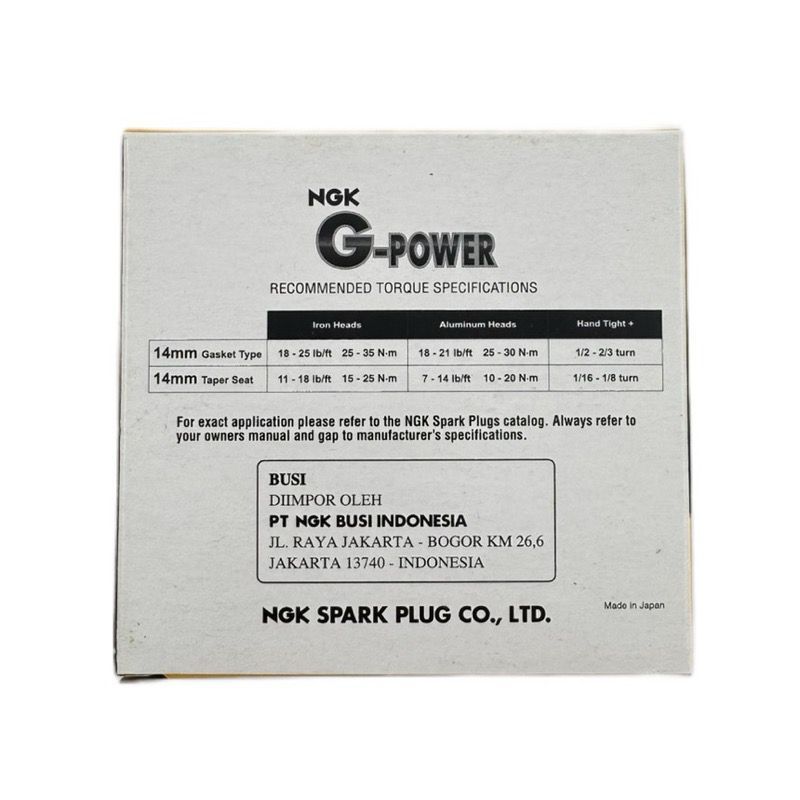 NGK
G-POWER
RECOMMENDED TORQUE SPECIFICATIONS
Iron Heads Aluminum Heads Hand Tight +
14mm Gasket Type 18 - 25 lb/ft 25 - 35 N·m 18 - 21 lb/ft 25 - 30 N·m 1/2 - 2/3 turn
14mm Taper Seat 11 - 18 lb/ft 15 - 25 N·m 7 - 14 lb/ft 10 - 20 N·m 1/16 - 1/8 turn
For exact application please refer to the NGK Spark Plugs catalog. Always refer to
your owners manual and gap to manufacturer's specifications.
BUSI
DIIMPOR OLEH
PT NGK BUSI INDONESIA
JL. RAYA JAKARTA - BOGOR KM 26,6
JAKARTA 13740 - INDONESIA
NGK SPARK PLUG CO., LTD.
Made in Japan